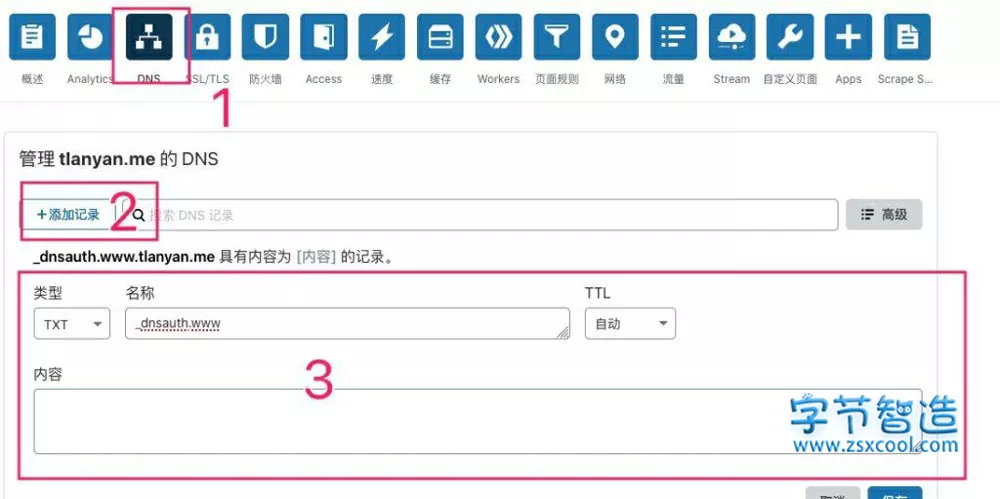 概述 Analytics DNS SSL/TLS 防火墙 Access 速度 缓存 Workers 页面规则 网络 流量 Stream 自定义页面 Apps Scrape S...
1
管理 tlanyan.me 的 DNS
+添加记录 2 搜索 DNS 记录 高级
_dnsauth.www.tlanyan.me 具有内容为 [内容] 的记录。
类型 名称 TTL
TXT _dnsauth.www 自动
内容
3
字节智造
www.zsxcool.com
取消 保存